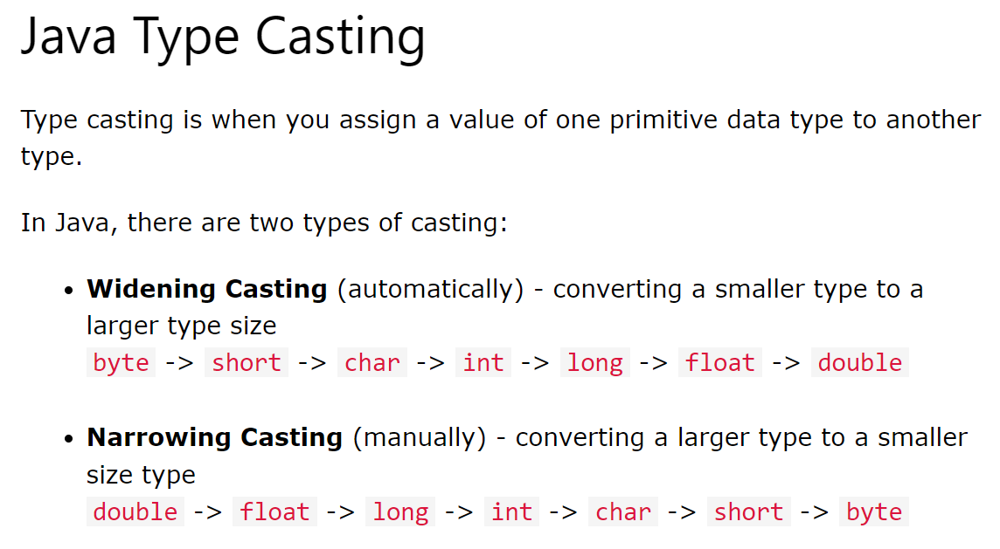 Java Type Casting
Type casting is when you assign a value of one primitive data type to another
type.
In Java, there are two types of casting:
• Widening Casting (automatically) - converting a smaller type to a
larger type size
byte -> short -> char -> int -> long -> float -> double
• Narrowing Casting (manually) - converting a larger type to a smaller
size type
double -> float -> long -> int -> char -> short -> byte